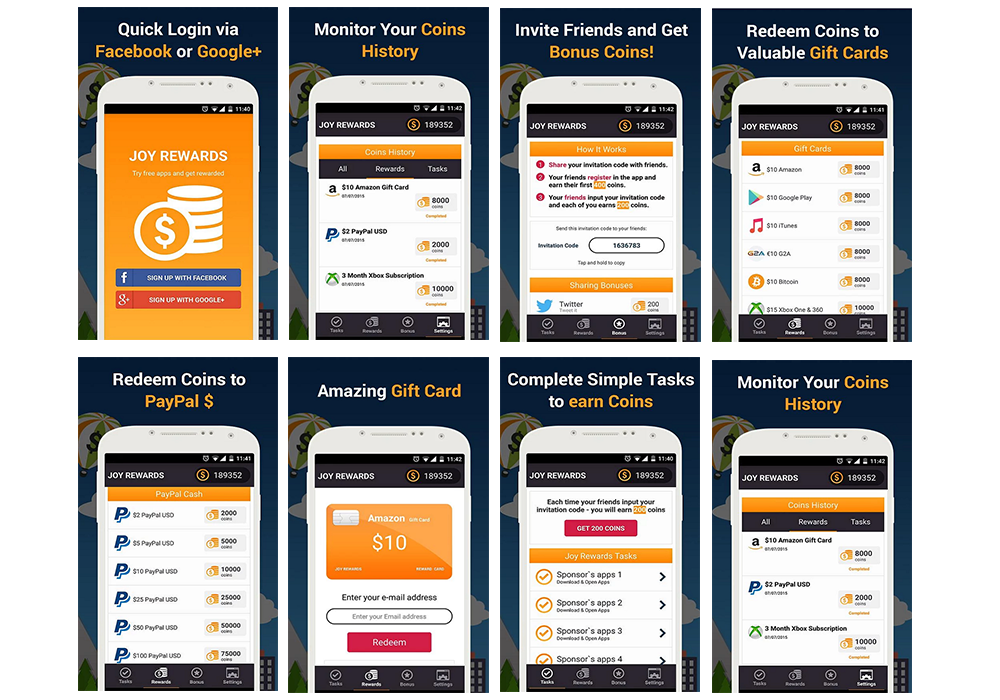 Quick Login via
Facebook or Google+
11:40
JOY REWARDS
Try free apps and get rewarded
$
f SIGN UP WITH FACEBOOK
g+ SIGN UP WITH GOOGLE+
Monitor Your Coins
History
11:42
JOY REWARDS $ 189352
Coins History
All Rewards Tasks
$10 Amazon Gift Card
07/07/2015
8000
coins
Completed
$2 PayPal USD
07/07/2015
2000
coins
Completed
3 Month Xbox Subscription
07/07/2015
10000
coins
Completed
Tasks Rewards Bonus Settings
Invite Friends and Get
Bonus Coins!
11:42
JOY REWARDS $ 189352
How It Works
1 Share your invitation code with friends.
2 Your friends register in the app and
earn their first 400 coins.
3 Your friends input your invitation code
and each of you earns 200 coins.
Send this invitation code to your friends:
Invitation Code 1636783
Tap and hold to copy
Sharing Bonuses
Twitter
Tweet it
200
coins
Tasks Rewards Bonus Settings
Redeem Coins to
Valuable Gift Cards
11:41
JOY REWARDS $ 189352
Gift Cards
$10 Amazon 8000
coins
$10 Google Play 8000
coins
$10 iTunes 8000
coins
G2A €10 G2A 8000
coins
$10 Bitcoin 8000
coins
$15 Xbox One & 360 10000
coins
Tasks Rewards Bonus Settings
Redeem Coins to
PayPal $
11:41
JOY REWARDS $ 189352
PayPal Cash
$2 PayPal USD 2000
coins
$5 PayPal USD 5000
coins
$10 PayPal USD 10000
coins
$25 PayPal USD 25000
coins
$50 PayPal USD 50000
coins
$100 PayPal USD 75000
coins
Tasks Rewards Bonus Settings
Amazing Gift Card
11:42
JOY REWARDS $ 189352
Amazon Gift Card
$10
JOY REWARDS REWARD CARD
Enter your e-mail address
Enter your Email address
Redeem
Tasks Rewards Bonus Settings
Complete Simple Tasks
to earn Coins
11:40
JOY REWARDS $ 189352
Each time your friends input your
invitation code - you will earn 200 coins
GET 200 COINS
Joy Rewards Tasks
Sponsor`s apps 1
Download & Open Apps
Sponsor`s apps 2
Download & Open Apps
Sponsor`s apps 3
Download & Open Apps
Sponsor`s apps 4
Tasks Rewards Bonus Settings
Monitor Your Coins
History
11:42
JOY REWARDS $ 189352
Coins History
All Rewards Tasks
$10 Amazon Gift Card
07/07/2015
8000
coins
Completed
$2 PayPal USD
07/07/2015
2000
coins
Completed
3 Month Xbox Subscription
07/07/2015
10000
coins
Completed
Tasks Rewards Bonus Settings